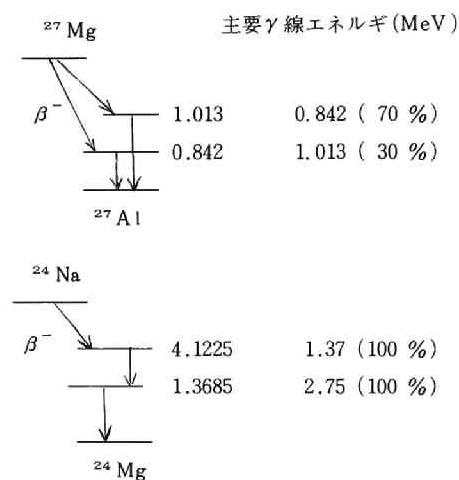 ²⁷Mg 主要γ線エネルギ(MeV)
β⁻ 1.013 0.842 ( 70 %)
0.842 1.013 ( 30 %)
²⁷Al
²⁴Na
β⁻ 4.1225 1.37 (100 %)
1.3685 2.75 (100 %)
²⁴Mg